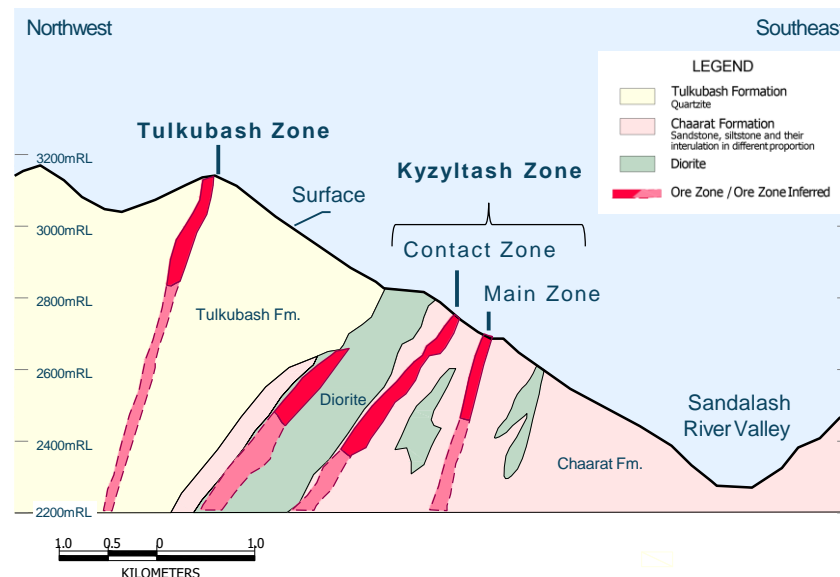 Northwest
Southeast
LEGEND
Tulkubash Formation
Quartzite
Chaarat Formation
Sandstone, siltstone and their
interulation in different proportion
Diorite
Ore Zone / Ore Zone Inferred
Tulkubash Zone
Kyzyltash Zone
Surface
Contact Zone
Main Zone
3200mRL
3000mRL
2800mRL
2600mRL
2400mRL
2200mRL
Tulkubash Fm.
Diorite
Chaarat Fm.
Sandalash
River Valley
1.0 0.5 0 1.0
KILOMETERS